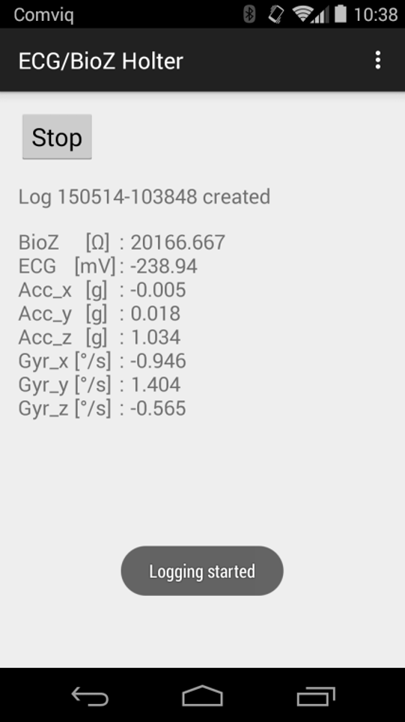 Comviq 10:38
ECG/BioZ Holter
Stop
Log 150514-103848 created
BioZ [Ω] : 20166.667
ECG [mV] : -238.94
Acc_x [g] : -0.005
Acc_y [g] : 0.018
Acc_z [g] : 1.034
Gyr_x [°/s] : -0.946
Gyr_y [°/s] : 1.404
Gyr_z [°/s] : -0.565
Logging started